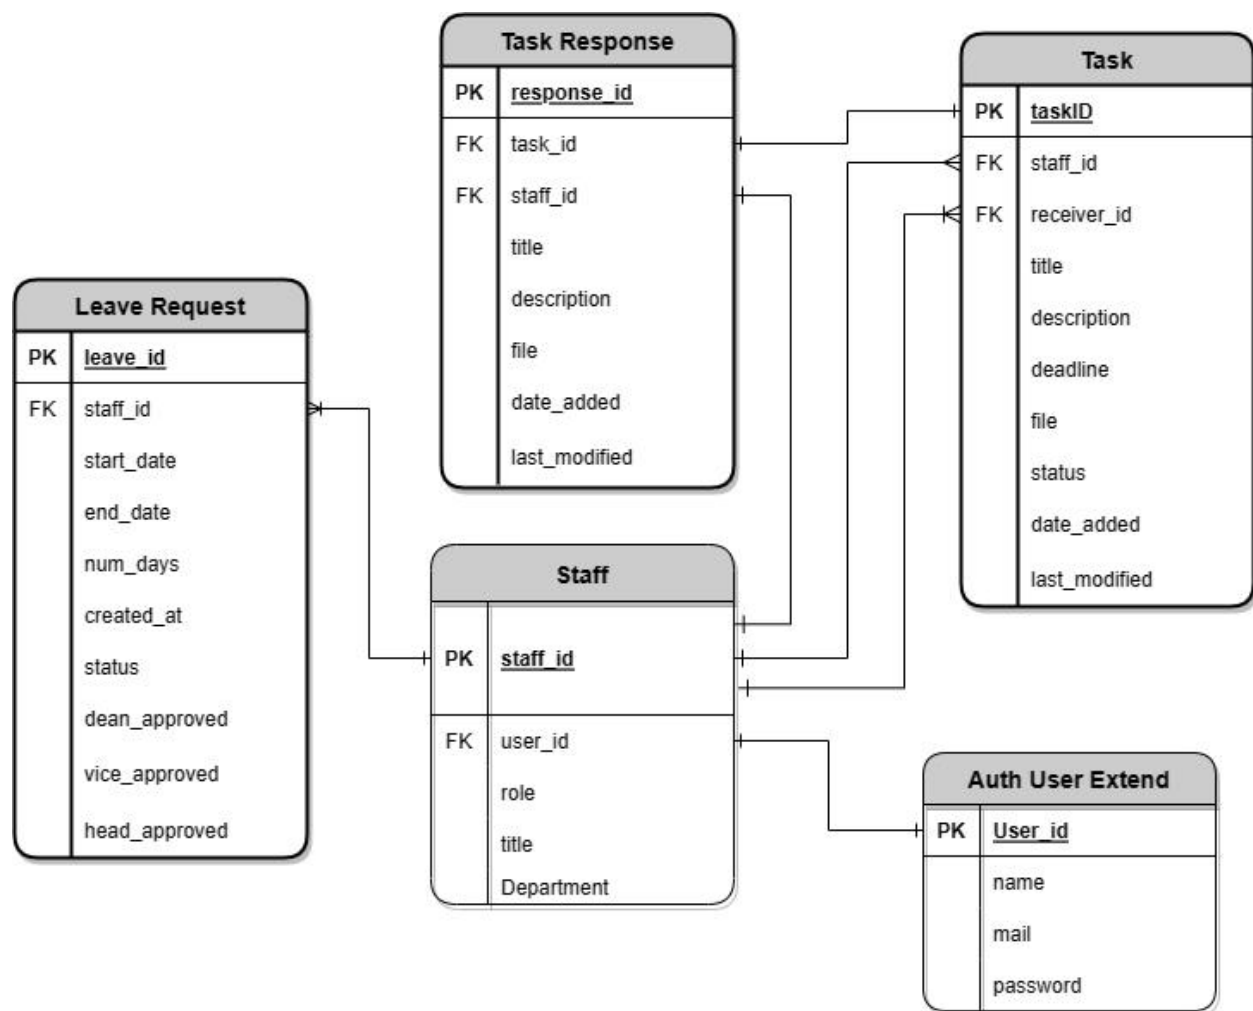 Task Response
PK response_id
FK task_id
FK staff_id
title
description
file
date_added
last_modified
Task
PK taskID
FK staff_id
FK receiver_id
title
description
deadline
file
status
date_added
last_modified
Leave Request
PK leave_id
FK staff_id
start_date
end_date
num_days
created_at
status
dean_approved
vice_approved
head_approved
Staff
PK staff_id
FK user_id
role
title
Department
Auth User Extend
PK User_id
name
mail
password